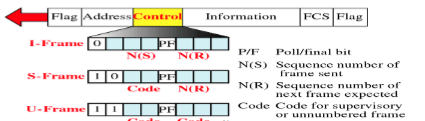 Flag Address Control Information FCS Flag
I-Frame 0 PF
N(S) N(R)
S-Frame 1 0 PF
Code N(R)
U-Frame 1 1 PF
Code Code
P/F Poll/final bit
N(S) Sequence number of
frame sent
N(R) Sequence number of
next frame expected
Code Code for supervisory
or unnumbered frame